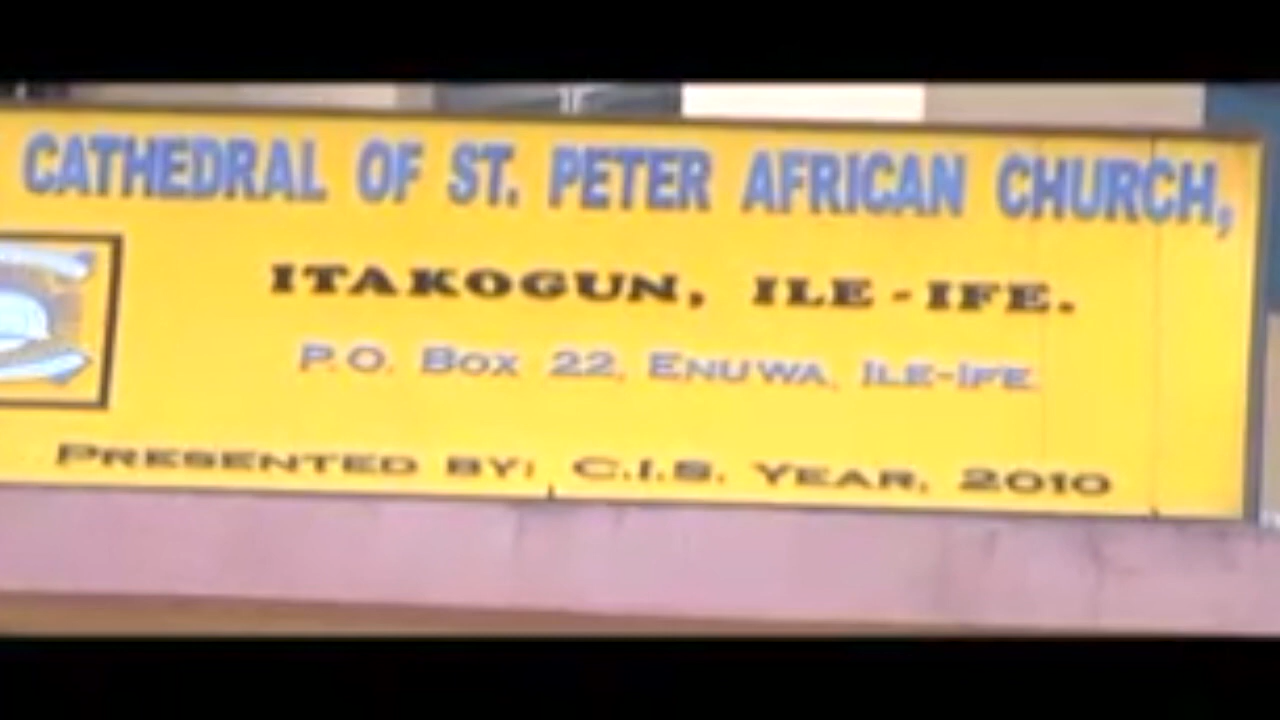 CATHEDRAL OF ST. PETER AFRICAN CHURCH,
ITAKOGUN, ILE-IFE.
P.O. BOX 22, ENUWA, ILE-IFE.
PRESENTED BY: C.I.S. YEAR, 2010